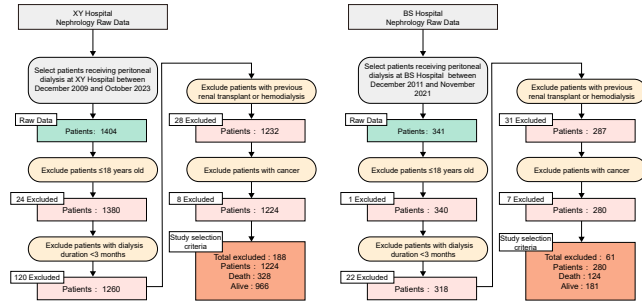 XY Hospital
Nephrology Raw Data
Select patients receiving peritoneal
dialysis at XY Hospital between
December 2009 and October 2023
Raw Data
Patients: 1404
Exclude patients ≤18 years old
24 Excluded
Patients : 1380
Exclude patients with dialysis
duration <3 months
120 Excluded
Patients : 1260
Exclude patients with previous
renal transplant or hemodialysis
28 Excluded
Patients : 1232
Exclude patients with cancer
8 Excluded
Patients : 1224
Study selection
criteria
Total excluded : 188
Patients : 1224
Death : 328
Alive : 966
BS Hospital
Nephrology Raw Data
Select patients receiving peritoneal
dialysis at BS Hospital between
December 2011 and November
2021
Raw Data
Patients: 341
Exclude patients ≤18 years old
1 Excluded
Patients : 340
Exclude patients with dialysis
duration <3 months
22 Excluded
Patients : 318
Exclude patients with previous
renal transplant or hemodialysis
31 Excluded
Patients : 287
Exclude patients with cancer
7 Excluded
Patients : 280
Study selection
criteria
Total excluded : 61
Patients : 280
Death : 124
Alive : 181